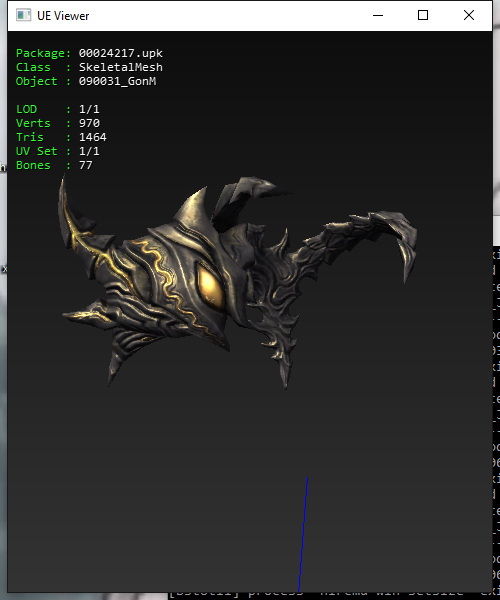 UE Viewer
Package: 00024217.upk
Class : SkeletalMesh
Object : 090031_GonM
LOD : 1/1
Verts : 970
Tris : 1464
UV Set : 1/1
Bones : 77